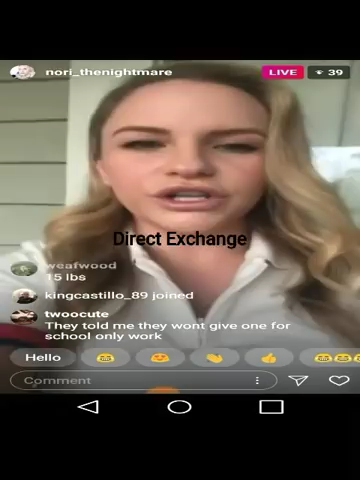 nori_thenightmare
LIVE
39
Direct Exchange
weafwood
15 lbs
kingcastillo_89 joined
twoocute
They told me they wont give one for
school only work
Hello
Comment